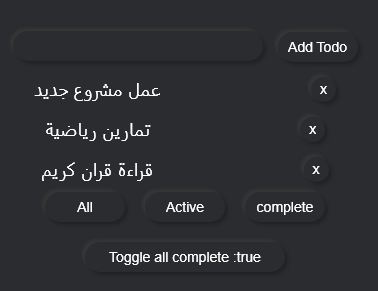 Add Todo
عمل مشروع جديد x
تمارين رياضية x
قراءة قران كريم x
All Active complete
Toggle all complete :true